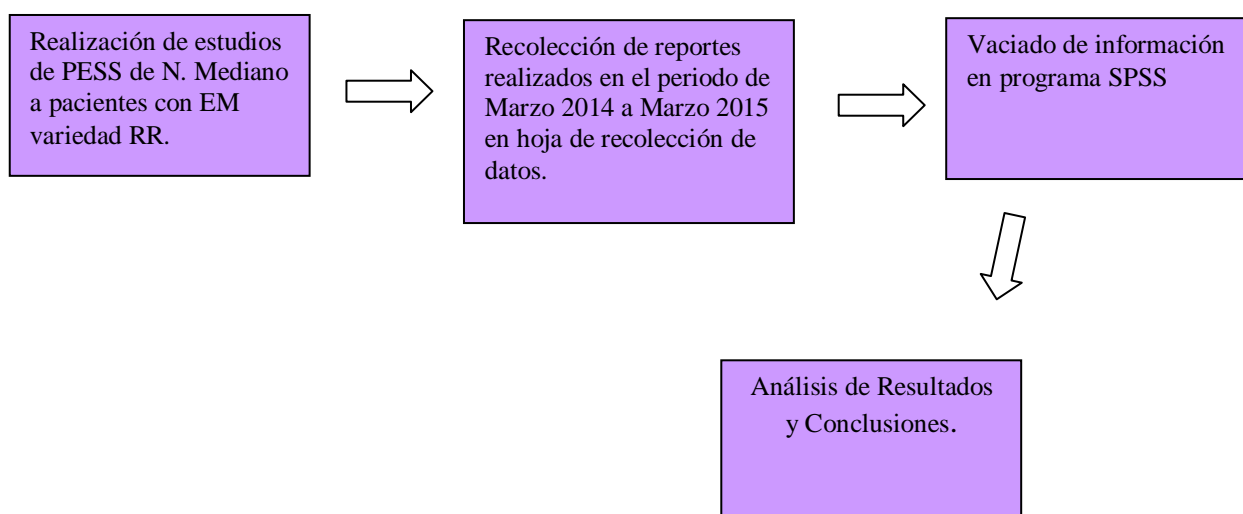 Realización de estudios
de PESS de N. Mediano
a pacientes con EM
variedad RR.
Recolección de reportes
realizados en el periodo de
Marzo 2014 a Marzo 2015
en hoja de recolección de
datos.
Vaciado de información
en programa SPSS
Análisis de Resultados
y Conclusiones.